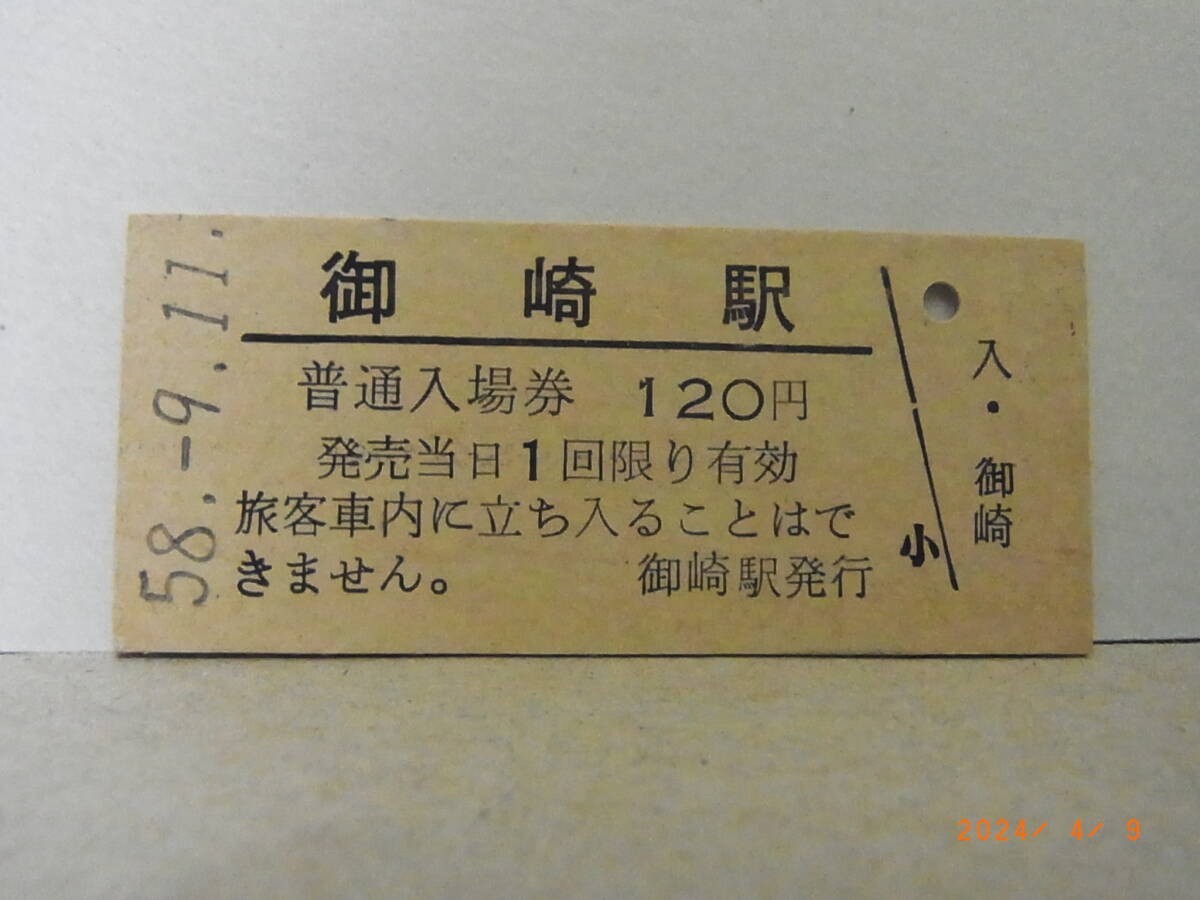 御崎駅
普通入場券 120円
発売当日1回限り有効
旅客車内に立ち入ることはで
きません。 御崎駅発行
小
入・御崎
58.-9.11.
2024/ 4/ 9